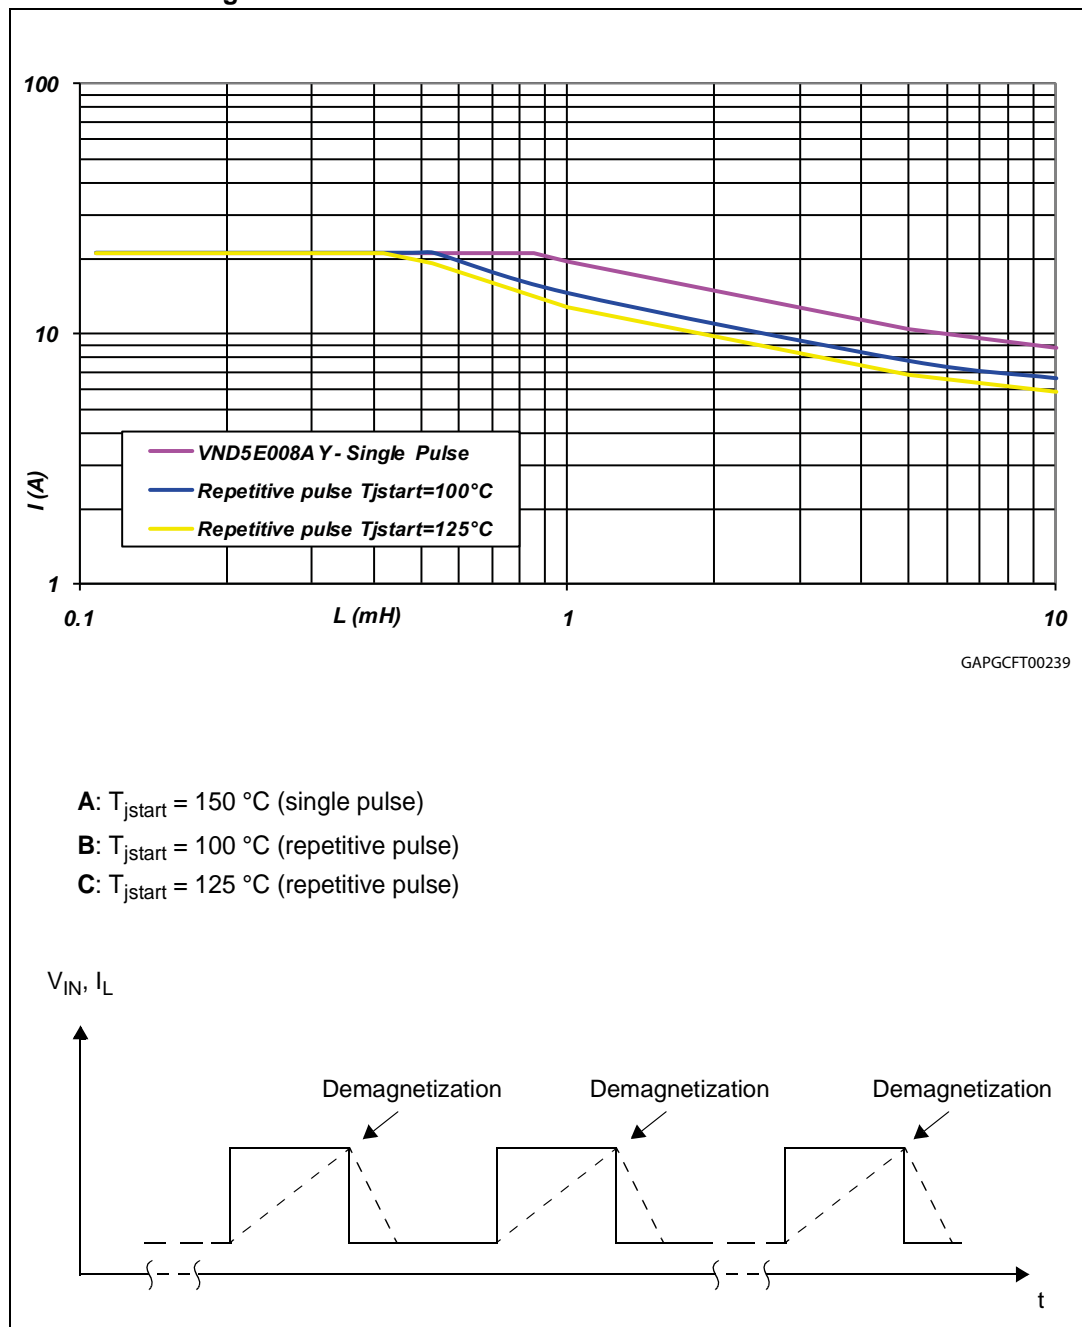 100
10
1
I (A)
VND5E008AY - Single Pulse
Repetitive pulse Tjstart=100°C
Repetitive pulse Tjstart=125°C
0.1
L (mH)
1
10
GAPGCFT00239
A: Tjstart = 150 °C (single pulse)
B: Tjstart = 100 °C (repetitive pulse)
C: Tjstart = 125 °C (repetitive pulse)
VIN, IL
Demagnetization Demagnetization Demagnetization
t